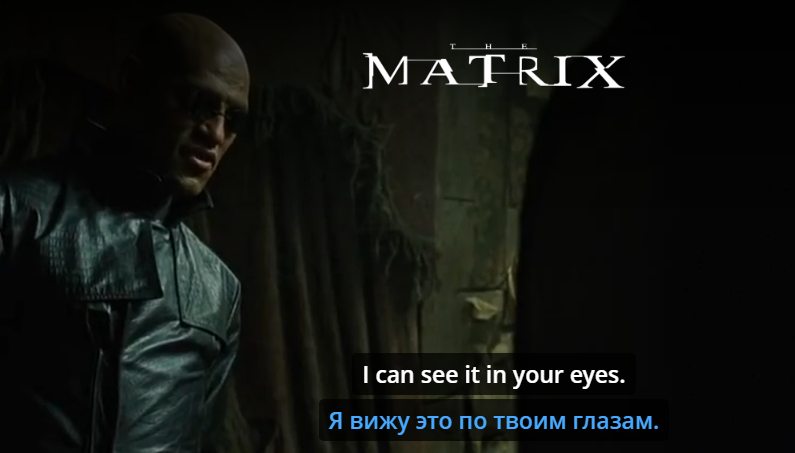 THE
MATRIX
I can see it in your eyes.
Я вижу это по твоим глазам.